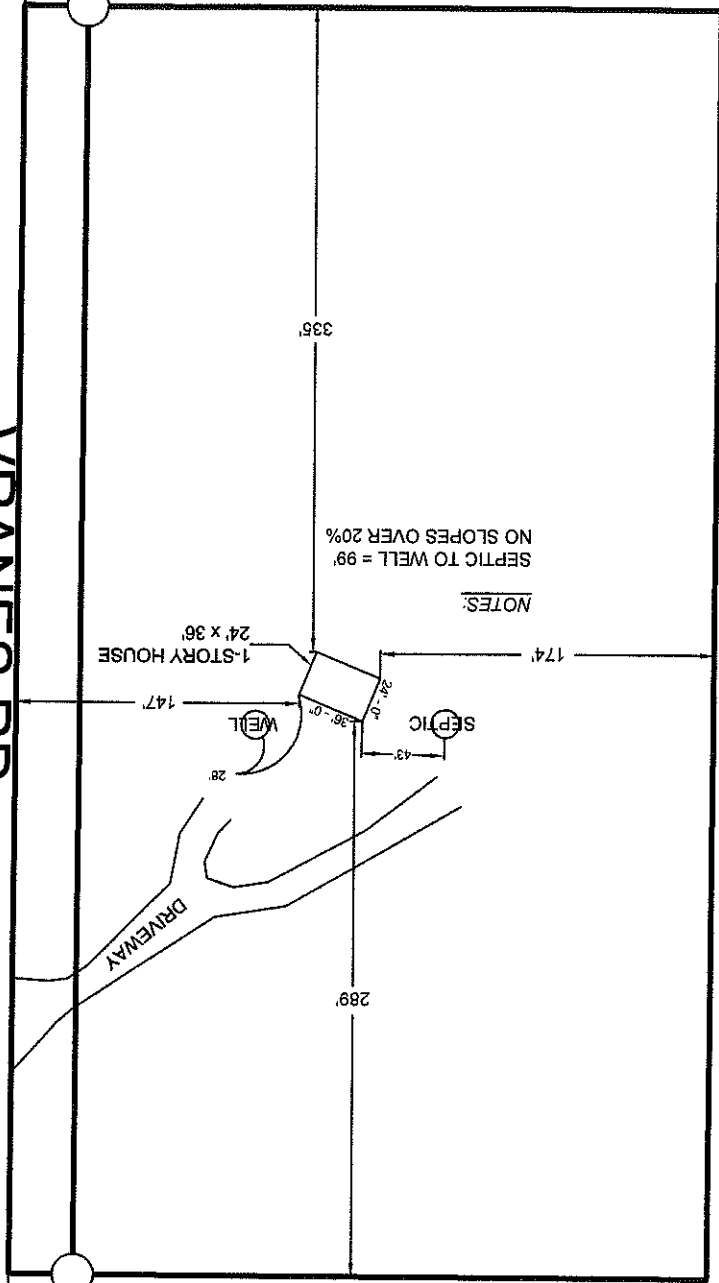 289'
DRIVEWAY
28'
43'
WELL
SEPTIC
147'
36' - 0"
24' - 0"
174'
1-STORY HOUSE
24' x 36'
NOTES:
SEPTIC TO WELL = 99'
NO SLOPES OVER 20%
335'
RD